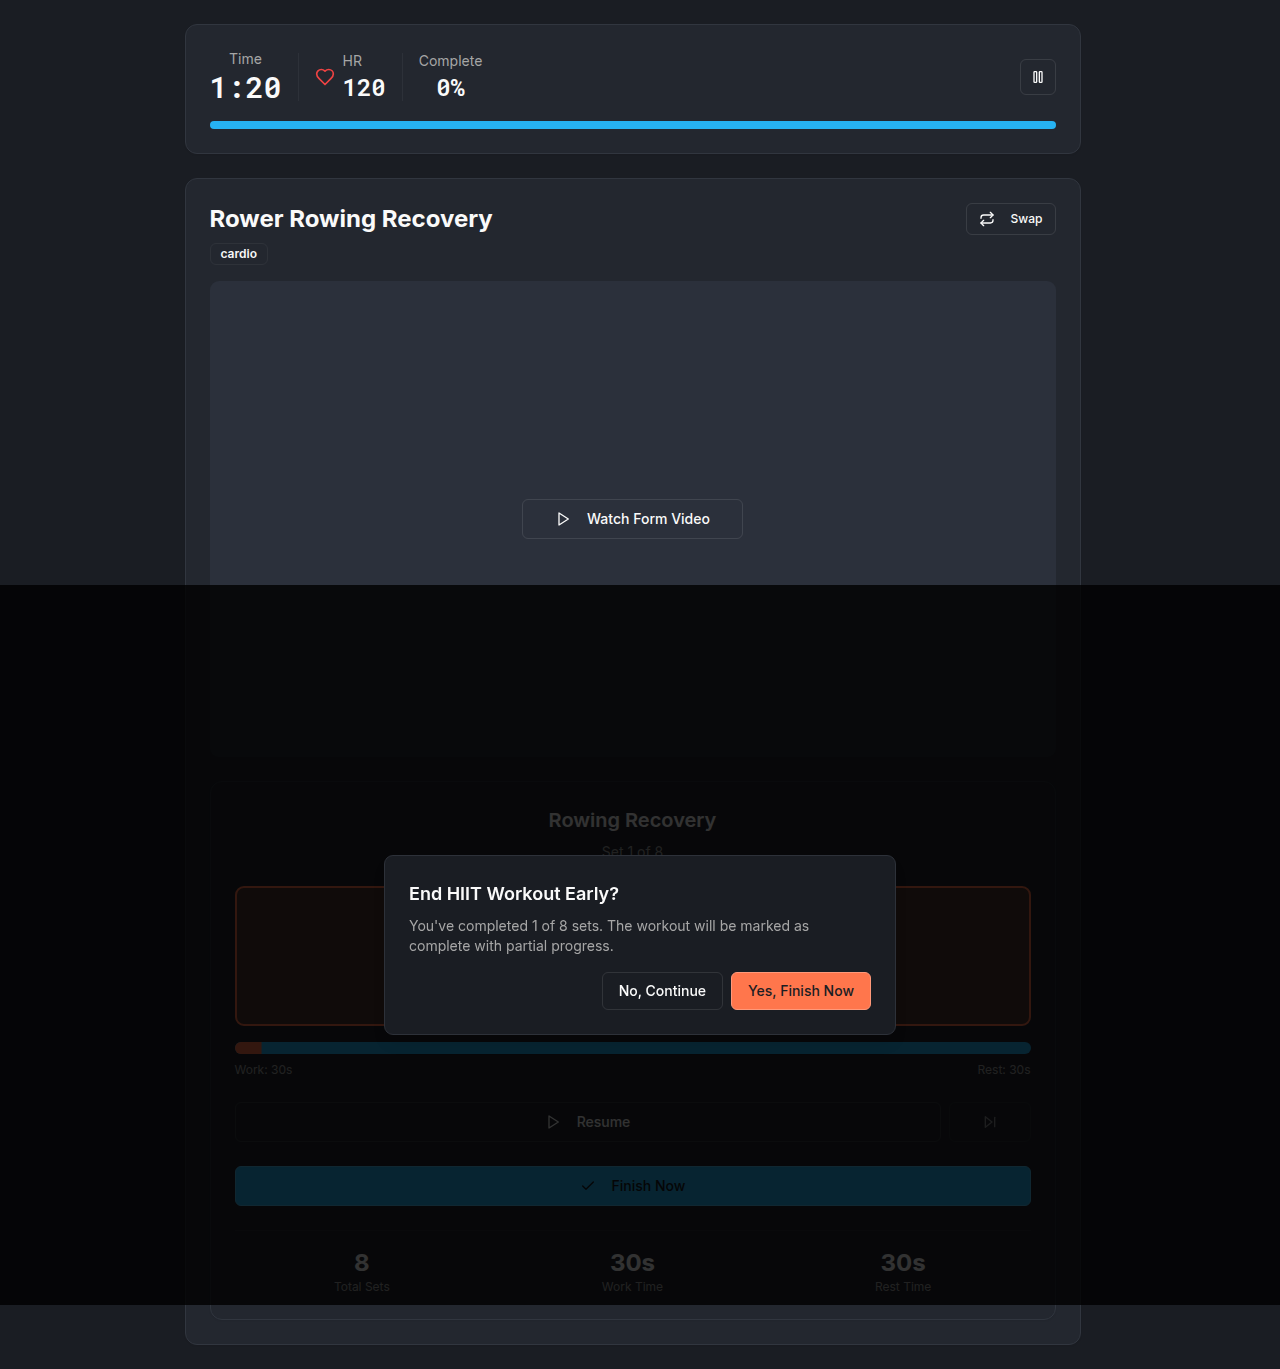 Time
1:20
HR
120
Complete
0%
Rower Rowing Recovery
Swap
cardio
Watch Form Video
Rowing Recovery
Set 1 of 8
End HIIT Workout Early?
You've completed 1 of 8 sets. The workout will be marked as
complete with partial progress.
No, Continue
Yes, Finish Now
Work: 30s
Rest: 30s
Resume
Finish Now
8
Total Sets
30s
Work Time
30s
Rest Time